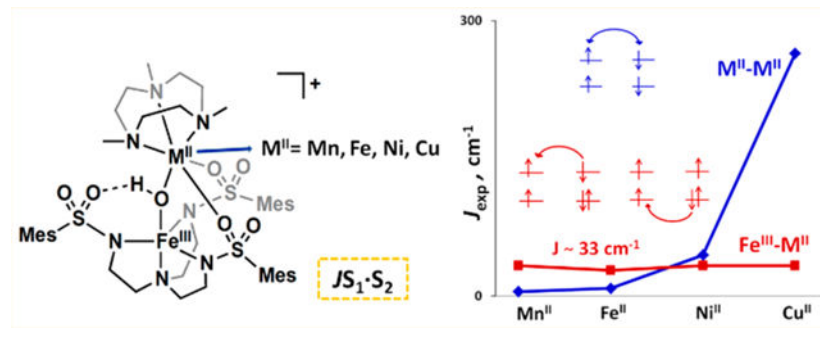 +
N
N
N
M^II
M^II= Mn, Fe, Ni, Cu
O
O
O
S
Mes
H
O
O
O
S
N
Mes
N
Fe^III
O
O
S
N
N
Mes
JS₁·S₂
300
J_exp , cm⁻¹
0
M^II-M^II
J ~ 33 cm⁻¹
Fe^III-M^II
Mn^II Fe^II Ni^II Cu^II